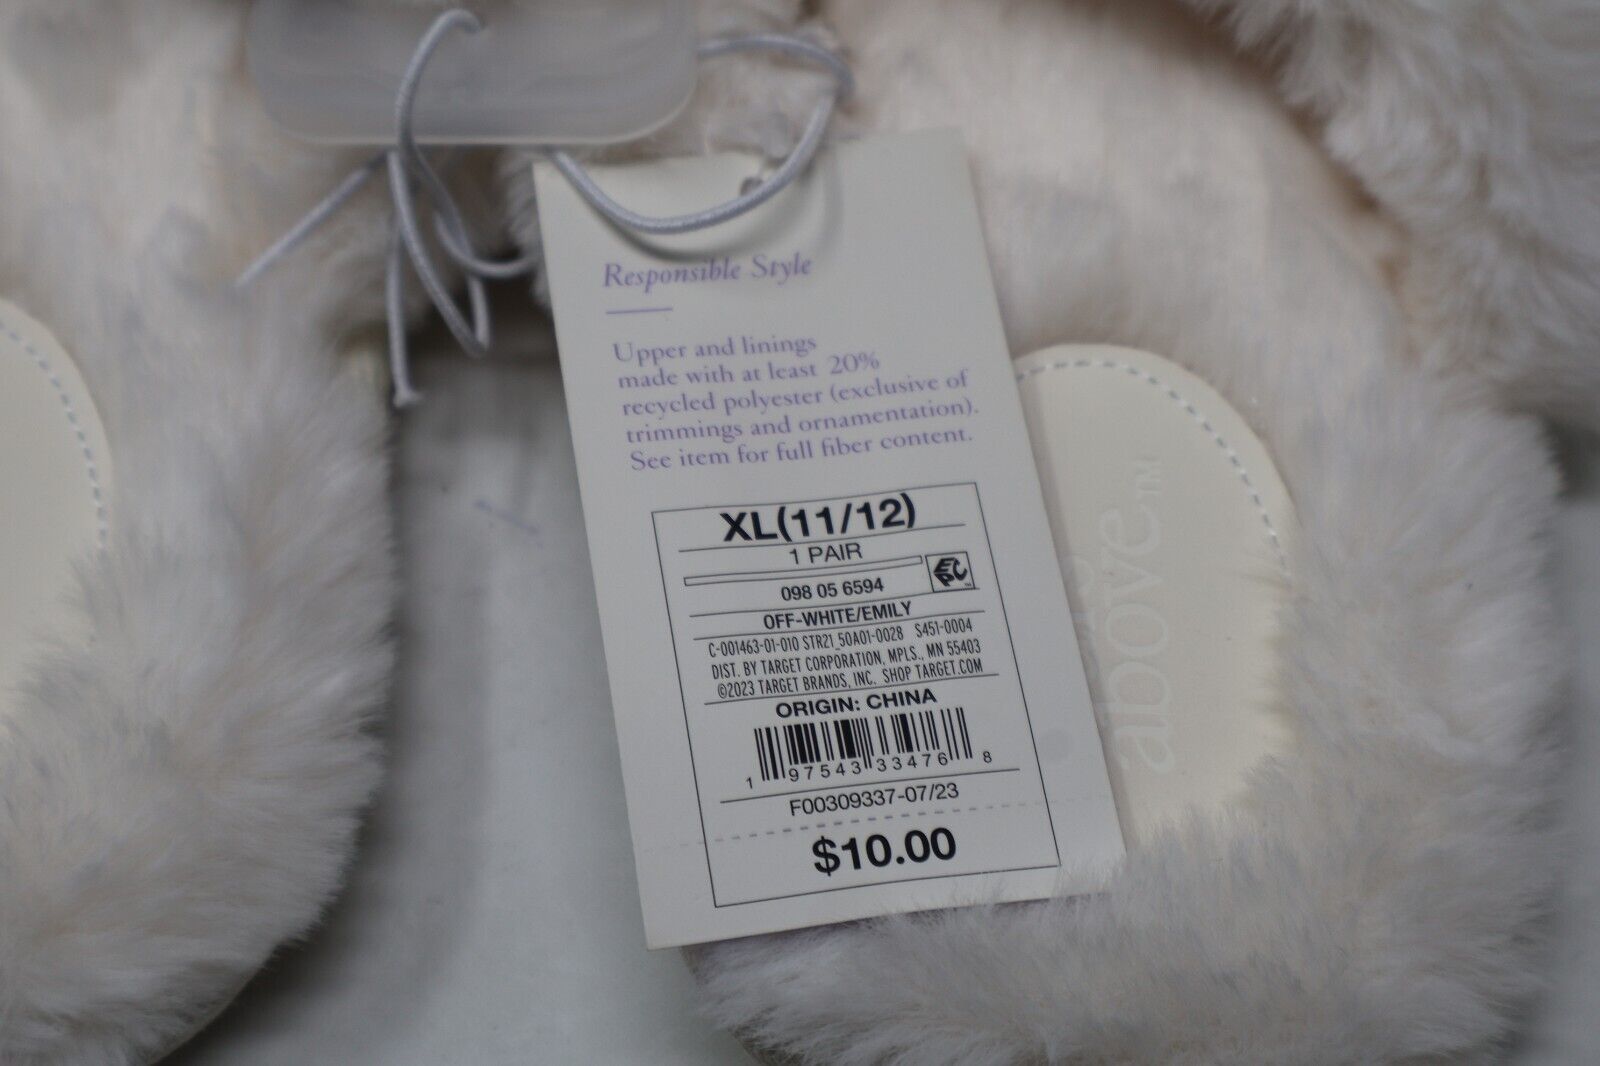 Responsible Style
Upper and linings
made with at least 20%
recycled polyester (exclusive of
trimmings and ornamentation).
See item for full fiber content.
XL(11/12)
1 PAIR
098 05 6594
EPC™
OFF-WHITE/EMILY
C-001463-01-010 STR21_50A01-0028 S451-0004
DIST. BY TARGET CORPORATION, MPLS., MN 55403
©2023 TARGET BRANDS, INC. SHOP TARGET.COM
ORIGIN: CHINA
1 97543 33476 8
F00309337-07/23
$10.00
above™